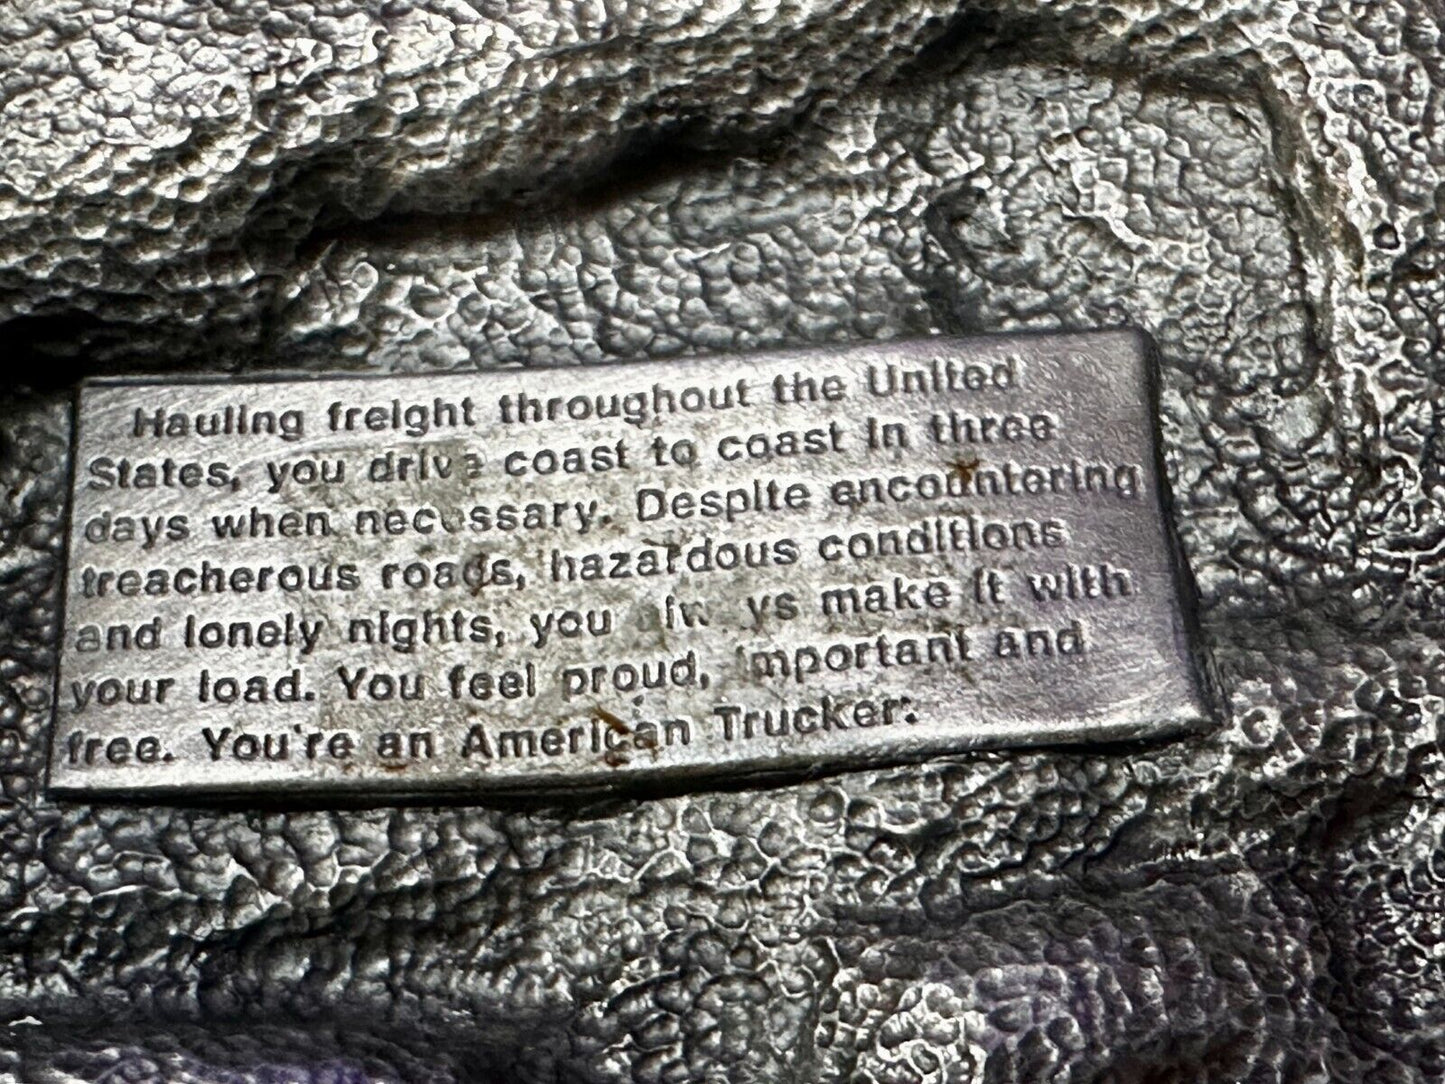 Hauling freight throughout the United
States, you drive coast to coast in three
days when necessary. Despite encountering
treacherous roads, hazardous conditions
and lonely nights, you always make it with
your load. You feel proud, important and
free. You're an American Trucker.